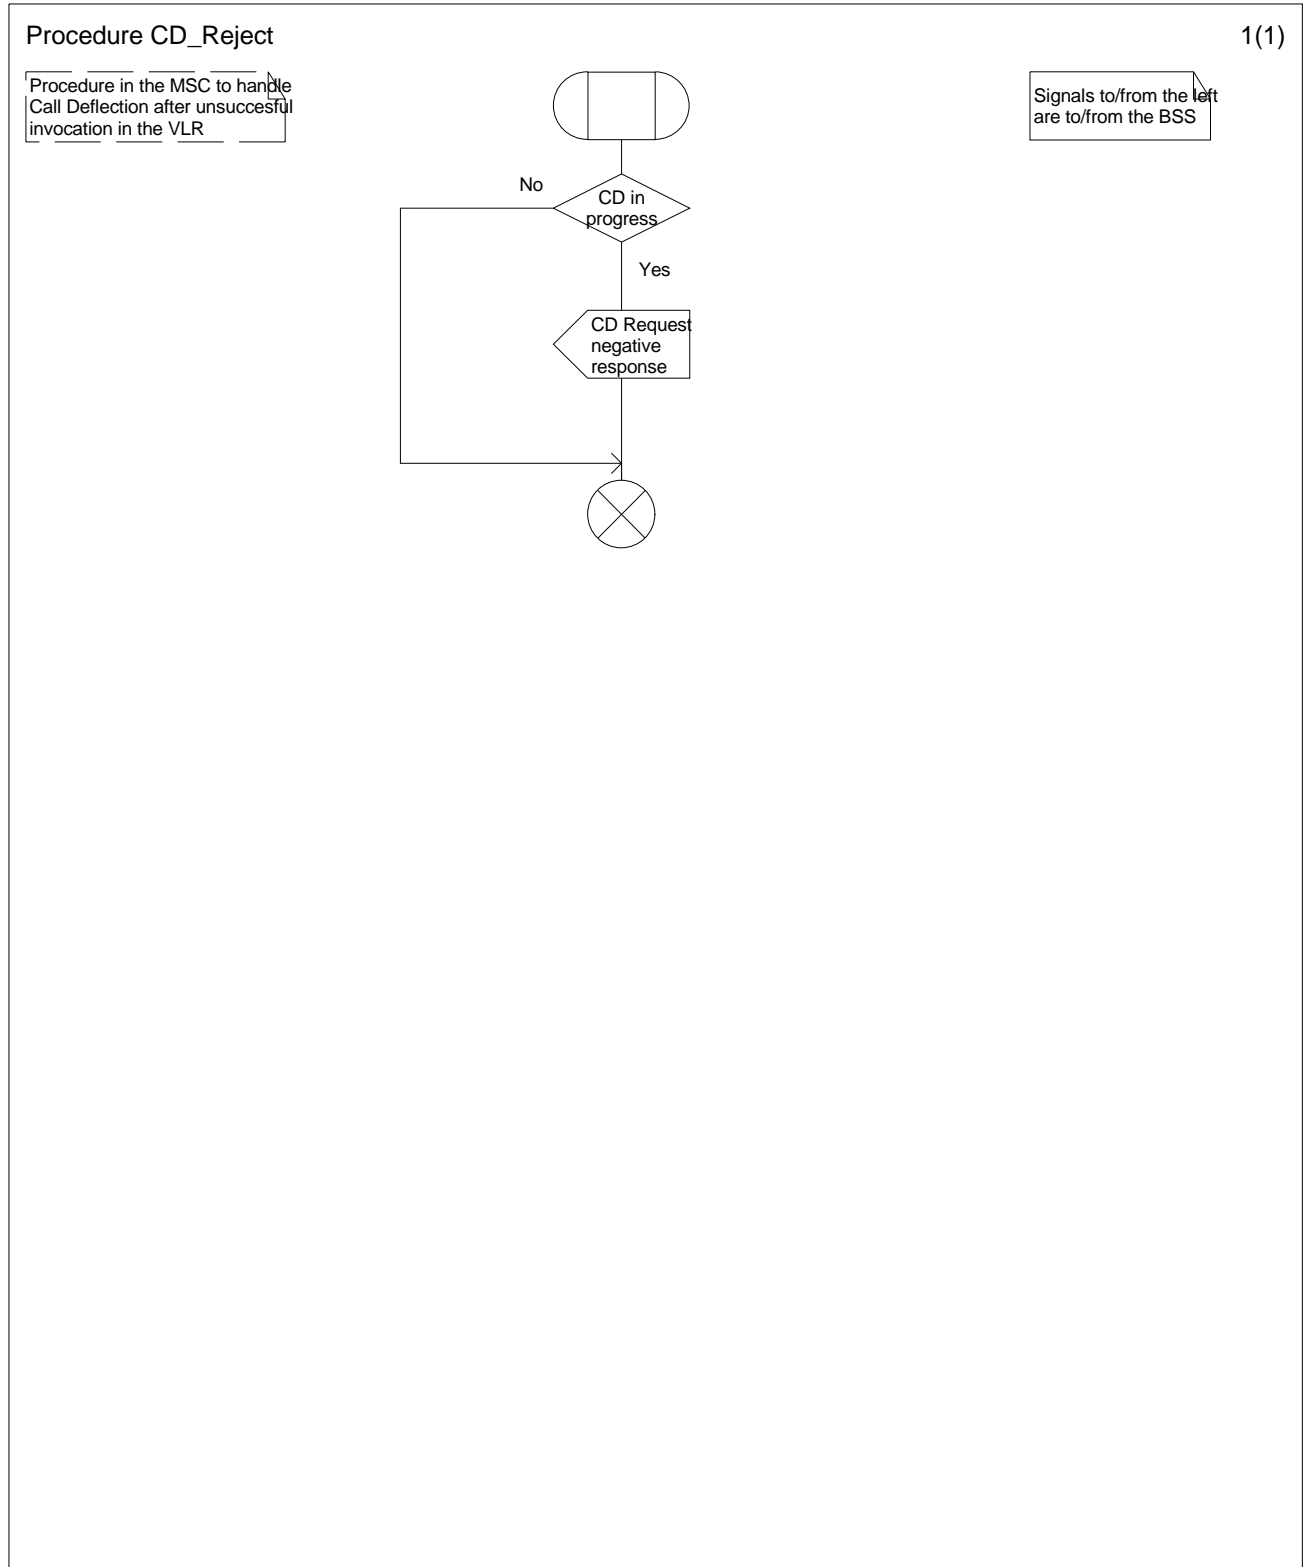 Procedure CD_Reject
1(1)
Procedure in the MSC to handle
Call Deflection after unsuccesful
invocation in the VLR
Signals to/from the left
are to/from the BSS
No
CD in
progress
Yes
CD Request
negative
response